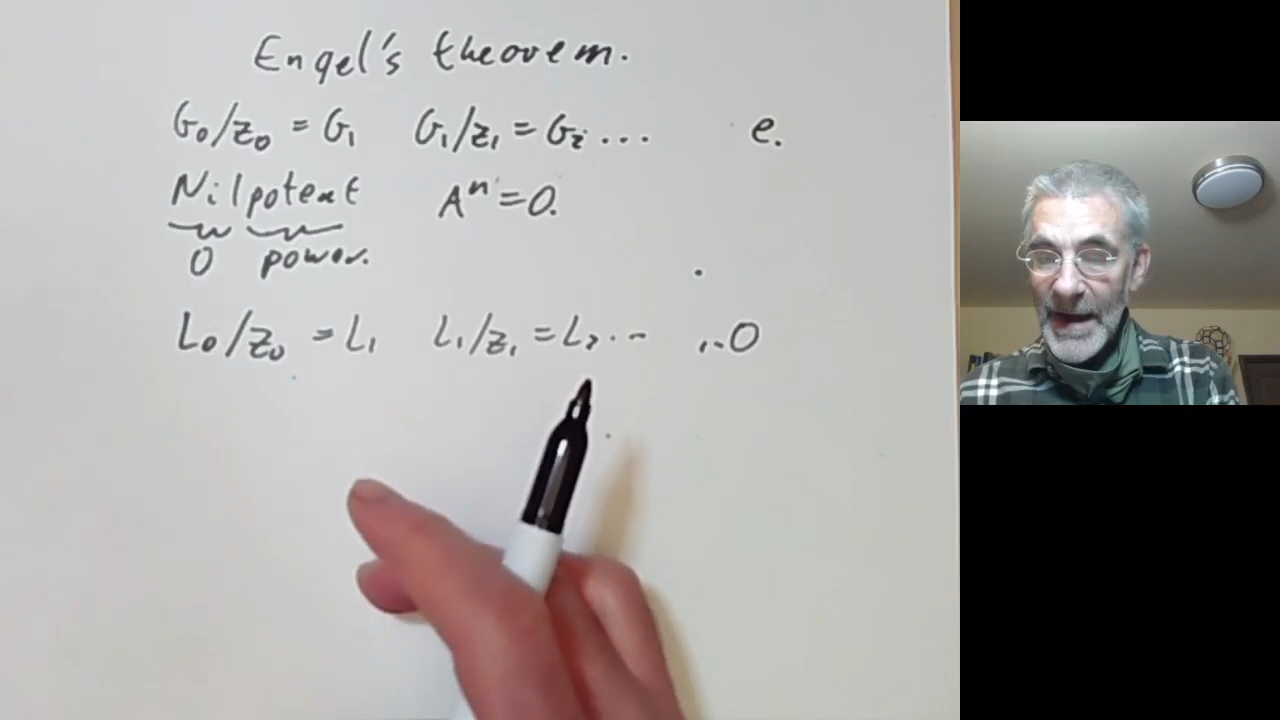 Engel's theorem.
G₀/Z₀ = G₁ G₁/Z₁ = G₂ ... e.
Nilpotent Aⁿ = 0.
0 power.
L₀/Z₀ = L₁ L₁/Z₁ = L₂ ... ..0